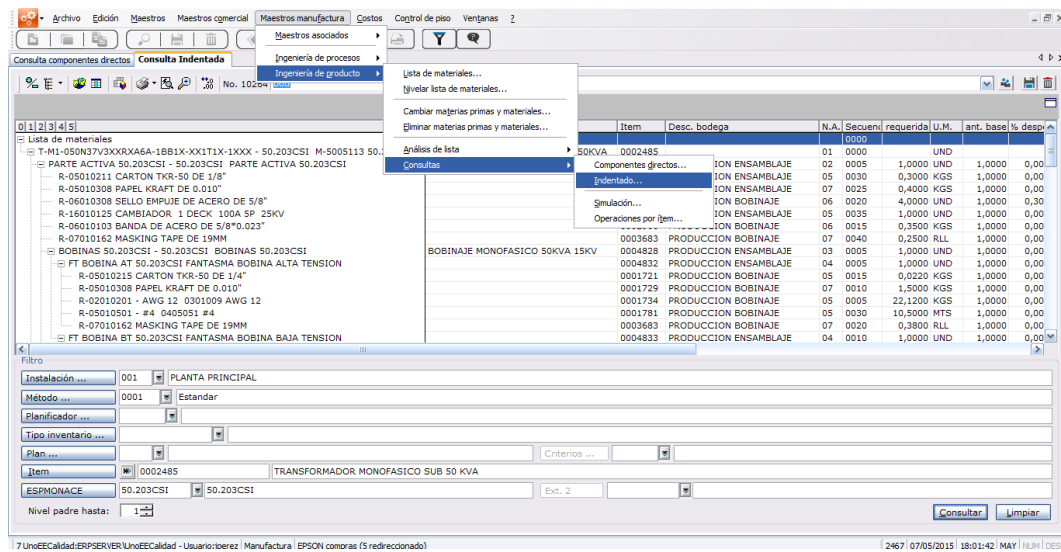 Archivo Edición Maestros Maestros comercial Maestros manufactura Costos Control de piso Ventanas ?
Maestros asociados
Ingeniería de procesos
Ingeniería de producto
Lista de materiales...
Nivelar lista de materiales...
Cambiar materias primas y materiales...
Eliminar materias primas y materiales...
Análisis de lista
Consultas
Componentes directos...
Indentado...
Simulación...
Operaciones por ítem...
Consulta componentes directos Consulta Indentada
No. 10264
0 1 2 3 4 5 Item Desc. bodega N.A. Secuen requerida U.M. ant. base % despe
Lista de materiales 0000
T-M1-050N37V3XXRXA6A-1BB1X-XX1T1X-1XXX - 50.203CSI M-5005113 50. 50KVA 0002485 01 0000 UND
PARTE ACTIVA 50.203CSI - 50.203CSI PARTE ACTIVA 50.203CSI ION ENSAMBLAJE 02 0005 1,0000 UND 1,0000 0,00
R-05010211 CARTON TKR-50 DE 1/8" ION ENSAMBLAJE 05 0030 0,3000 KGS 1,0000 0,00
R-05010308 PAPEL KRAFT DE 0.010" ION ENSAMBLAJE 07 0025 0,4000 KGS 1,0000 0,00
R-06010308 SELLO EMPUJE DE ACERO DE 5/8" ION BOBINAJE 06 0020 4,0000 UND 1,0000 0,30
R-16010125 CAMBIADOR 1 DECK 100A 5P 25KV ION ENSAMBLAJE 05 0035 1,0000 UND 1,0000 0,00
R-06010103 BANDA DE ACERO DE 5/8*0.023" PRODUCCION BOBINAJE 06 0015 0,3500 KGS 1,0000 0,00
R-07010162 MASKING TAPE DE 19MM 0003683 PRODUCCION BOBINAJE 07 0040 0,2500 RLL 1,0000 0,00
BOBINAS 50.203CSI - 50.203CSI BOBINAS 50.203CSI BOBINAJE MONOFASICO 50KVA 15KV 0004828 PRODUCCION ENSAMBLAJE 03 0005 1,0000 UND 1,0000 0,00
FT BOBINA AT 50.203CSI FANTASMA BOBINA ALTA TENSION 0004832 PRODUCCION ENSAMBLAJE 04 0005 1,0000 UND 1,0000 0,00
R-05010215 CARTON TKR-50 DE 1/4" 0001721 PRODUCCION BOBINAJE 05 0015 0,0220 KGS 1,0000 0,00
R-05010308 PAPEL KRAFT DE 0.010" 0001729 PRODUCCION BOBINAJE 07 0010 1,5000 KGS 1,0000 0,00
R-02010201 - AWG 12 0301009 AWG 12 0001734 PRODUCCION BOBINAJE 05 0005 22,1200 KGS 1,0000 0,00
R-05010501 - #4 0405051 #4 0001781 PRODUCCION BOBINAJE 05 0030 10,5000 MTS 1,0000 0,00
R-07010162 MASKING TAPE DE 19MM 0003683 PRODUCCION BOBINAJE 07 0020 0,3800 RLL 1,0000 0,00
FT BOBINA BT 50.203CSI FANTASMA BOBINA BAJA TENSION 0004833 PRODUCCION ENSAMBLAJE 04 0010 1,0000 UND 1,0000 0,00
Filtro
Instalación ... 001 PLANTA PRINCIPAL
Método ... 0001 Estandar
Planificador ...
Tipo inventario ...
Plan ... Criterios ...
Item 0002485 TRANSFORMADOR MONOFASICO SUB 50 KVA
ESPMONACE 50.203CSI 50.203CSI Ext. 2
Nivel padre hasta: 1 Consultar Limpiar
7 UnoEECalidad:ERPSERVER\UnoEECalidad - Usuario:jperez Manufactura EPSON compras (5 redireccionado) 2467 07/05/2015 18:01:42 MAY NUM DES